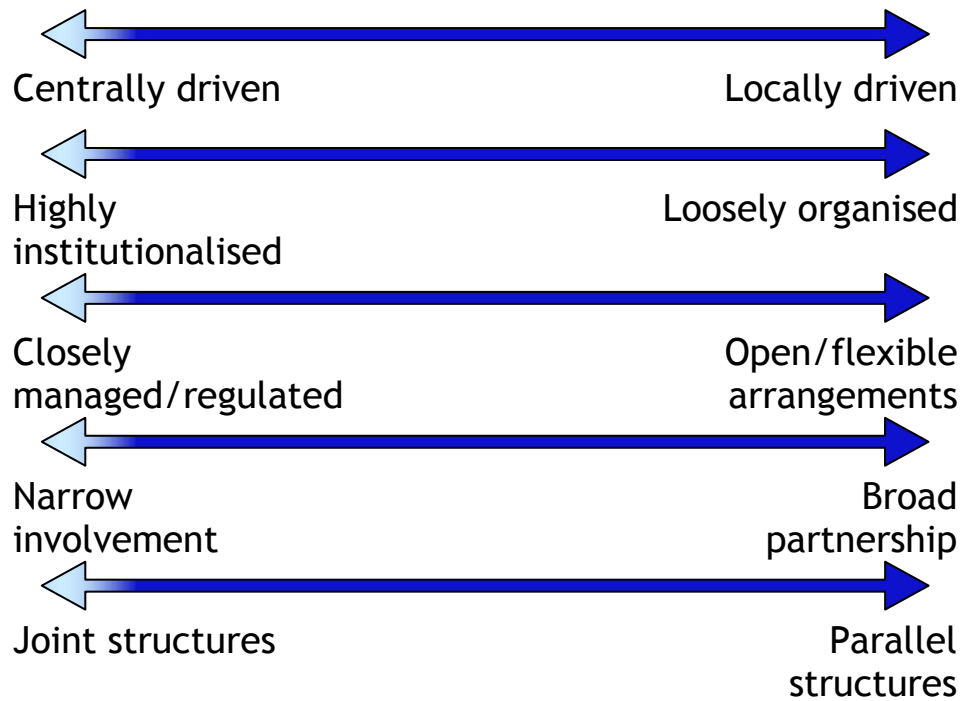 Centrally driven
Locally driven
Highly
institutionalised
Loosely organised
Closely
managed/regulated
Open/flexible
arrangements
Narrow
involvement
Broad
partnership
Joint structures
Parallel
structures